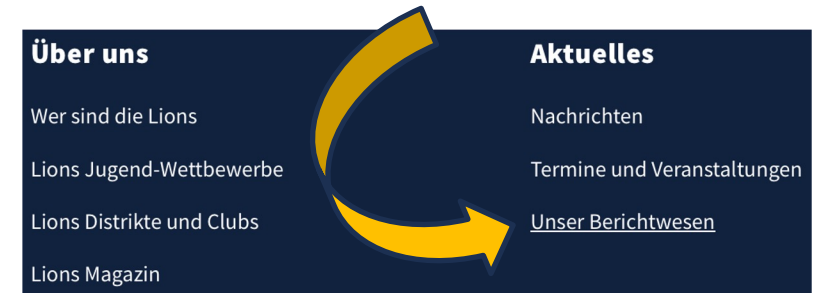 Über uns
Wer sind die Lions
Lions Jugend-Wettbewerbe
Lions Distrikte und Clubs
Lions Magazin
Aktuelles
Nachrichten
Termine und Veranstaltungen
Unser Berichtwesen